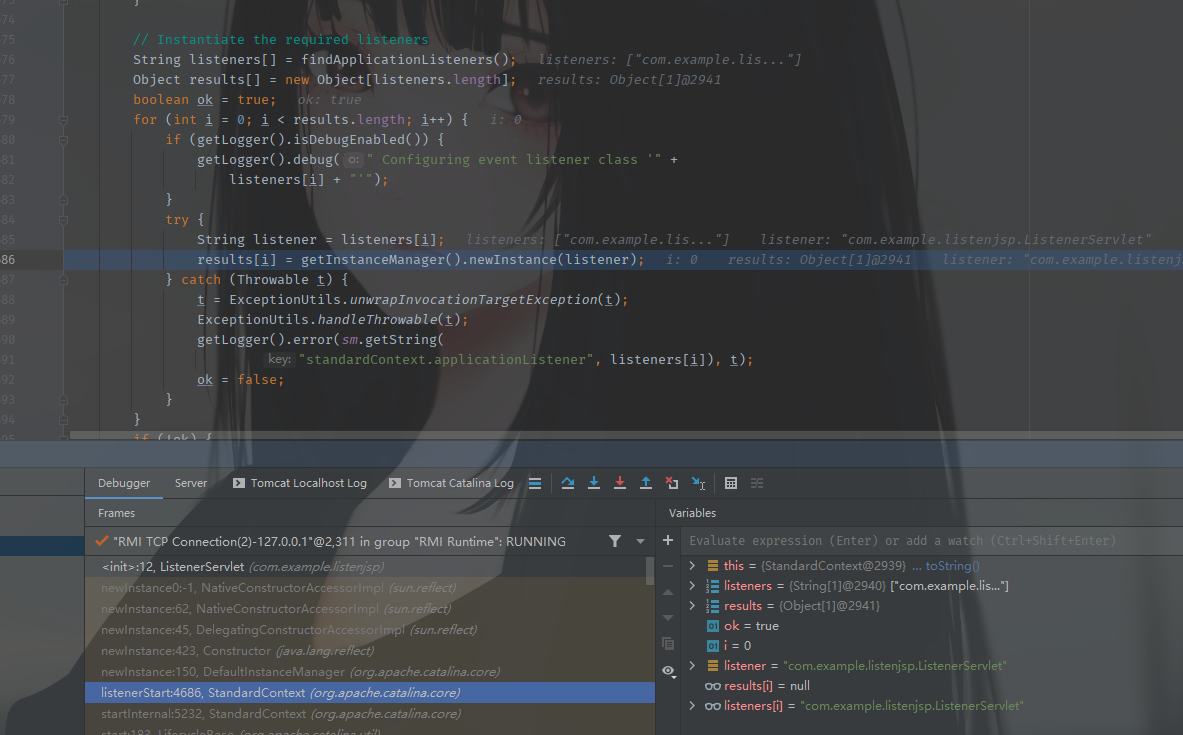 }
74
75 // Instantiate the required listeners
76 String listeners[] = findApplicationListeners(); listeners: ["com.example.lis..."]
77 Object results[] = new Object[listeners.length]; results: Object[1]@2941
78 boolean ok = true; ok: true
79 for (int i = 0; i < results.length; i++) { i: 0
80 if (getLogger().isDebugEnabled()) {
81 getLogger().debug( o: " Configuring event listener class '" +
82 listeners[i] + "'");
83 }
84 try {
85 String listener = listeners[i]; listeners: ["com.example.lis..."] listener: "com.example.listenjsp.ListenerServlet"
86 results[i] = getInstanceManager().newInstance(listener); i: 0 results: Object[1]@2941 listener: "com.example.listenj
87 } catch (Throwable t) {
88 t = ExceptionUtils.unwrapInvocationTargetException(t);
89 ExceptionUtils.handleThrowable(t);
90 getLogger().error(sm.getString(
91 key: "standardContext.applicationListener", listeners[i]), t);
92 ok = false;
93 }
94 }
95 if (!ok) {
Debugger Server Tomcat Localhost Log Tomcat Catalina Log
Frames
"RMI TCP Connection(2)-127.0.0.1"@2,311 in group "RMI Runtime": RUNNING
<init>:12, ListenerServlet (com.example.listenjsp)
newInstance0:-1, NativeConstructorAccessorImpl (sun.reflect)
newInstance:62, NativeConstructorAccessorImpl (sun.reflect)
newInstance:45, DelegatingConstructorAccessorImpl (sun.reflect)
newInstance:423, Constructor (java.lang.reflect)
newInstance:150, DefaultInstanceManager (org.apache.catalina.core)
listenerStart:4686, StandardContext (org.apache.catalina.core)
startInternal:5232, StandardContext (org.apache.catalina.core)
start:183, LifecycleBase (org.apache.catalina.util)
Variables
Evaluate expression (Enter) or add a watch (Ctrl+Shift+Enter)
this = {StandardContext@2939} ... toString()
listeners = {String[1]@2940} ["com.example.lis..."]
results = {Object[1]@2941}
01 ok = true
01 i = 0
listener = "com.example.listenjsp.ListenerServlet"
results[i] = null
listeners[i] = "com.example.listenjsp.ListenerServlet"